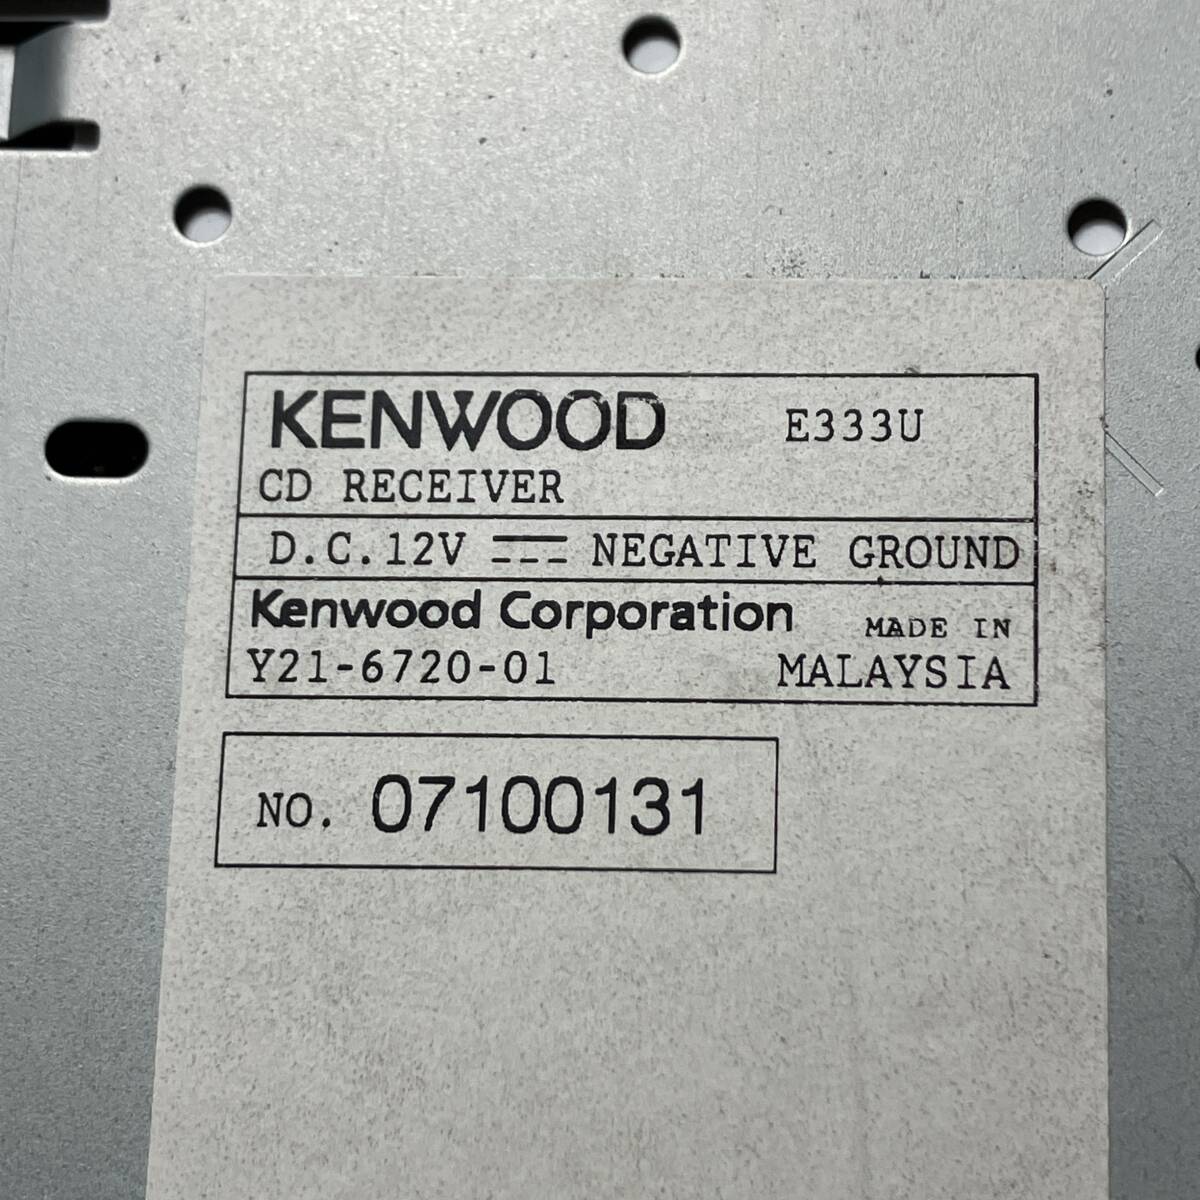 KENWOOD E333U
CD RECEIVER
D.C.12V ⎓ NEGATIVE GROUND
Kenwood Corporation MADE IN
Y21-6720-01 MALAYSIA
NO. 07100131